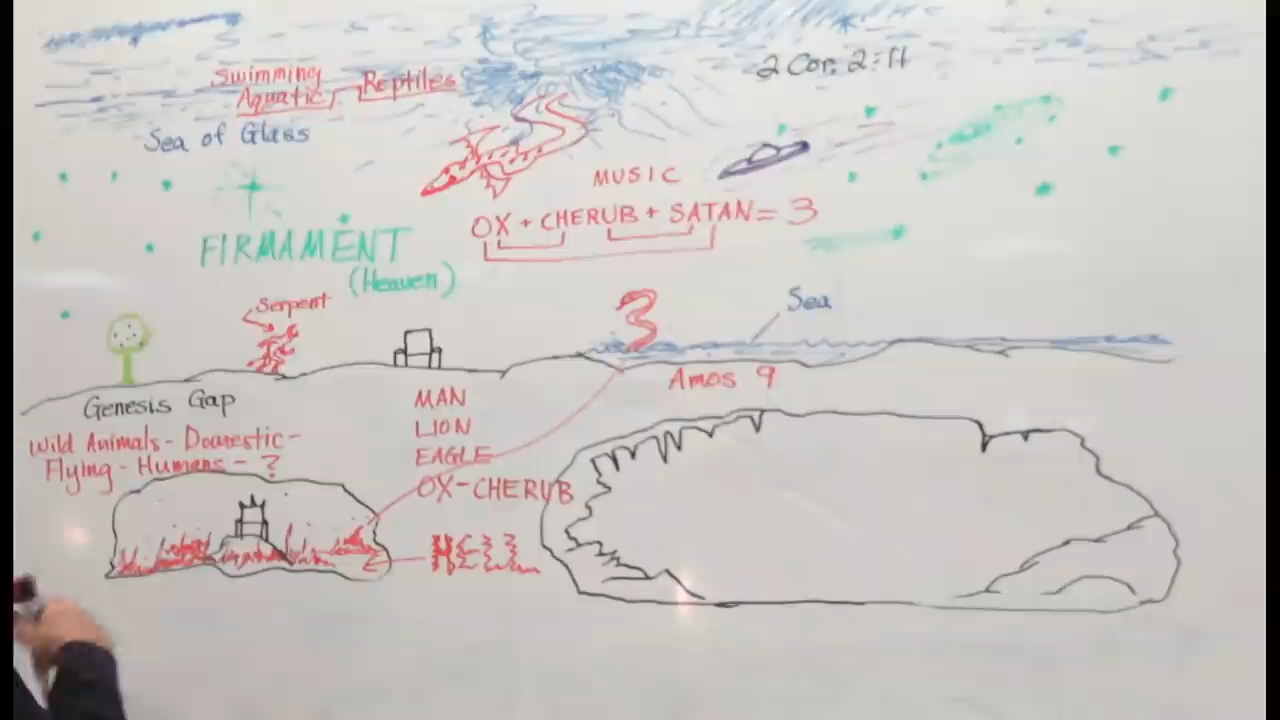 2 Cor. 2:11
Swimming
Aquatic, Reptiles
Sea of Glass
MUSIC
OX + CHERUB + SATAN = 3
FIRMAMENT
(Heaven)
Serpent
Sea
Amos 9
Genesis Gap
Wild Animals - Domestic -
Flying - Humans - ?
MAN
LION
EAGLE
OX-CHERUB
HELL